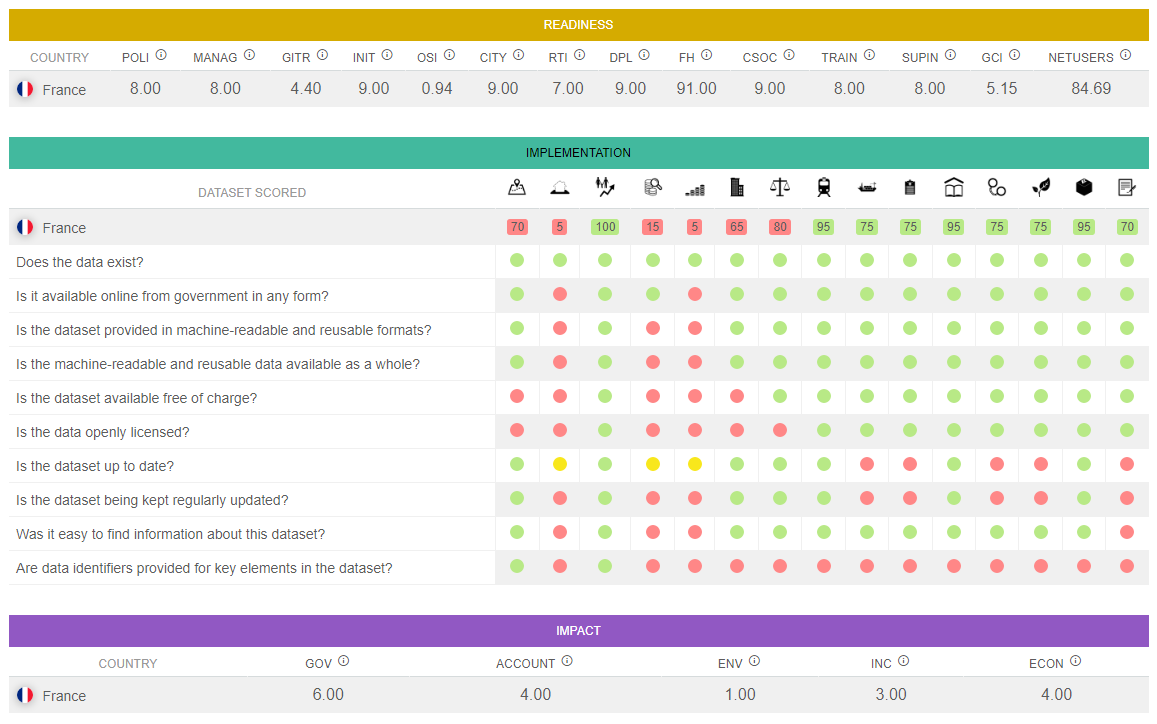 READINESS
COUNTRY POLI MANAG GITR INIT OSI CITY RTI DPL FH CSOC TRAIN SUPIN GCI NETUSERS
France 8.00 8.00 4.40 9.00 0.94 9.00 7.00 9.00 91.00 9.00 8.00 8.00 5.15 84.69
IMPLEMENTATION
DATASET SCORED
France 70 5 100 15 5 65 80 95 75 75 95 75 75 95 70
Does the data exist?
Is it available online from government in any form?
Is the dataset provided in machine-readable and reusable formats?
Is the machine-readable and reusable data available as a whole?
Is the dataset available free of charge?
Is the data openly licensed?
Is the dataset up to date?
Is the dataset being kept regularly updated?
Was it easy to find information about this dataset?
Are data identifiers provided for key elements in the dataset?
IMPACT
COUNTRY GOV ACCOUNT ENV INC ECON
France 6.00 4.00 1.00 3.00 4.00